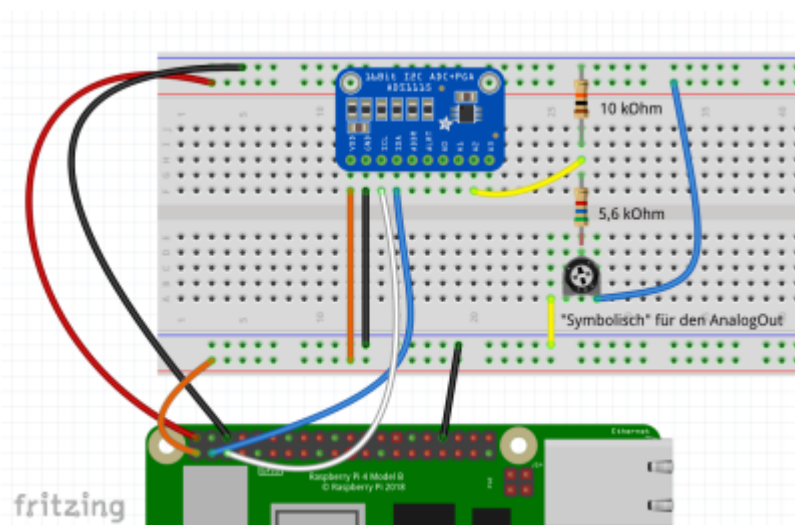 16Bit I2C ADC+PGA
ADS1115
VDD GND SCL SDA ADDR ALRT A0 A1 A2 A3
10 kOhm
5,6 kOhm
"Symbolisch" für den AnalogOut
Ethernet
Raspberry Pi 4 Model B
© Raspberry Pi 2018
fritzing